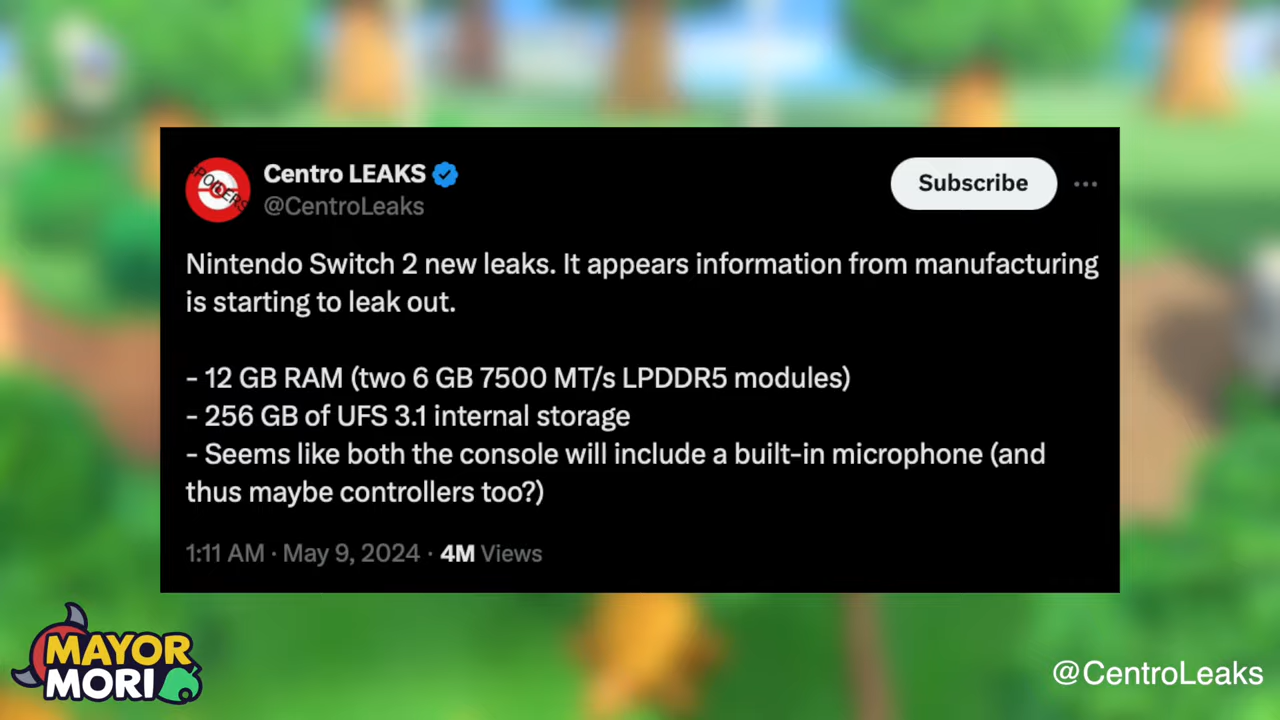 Centro LEAKS
@CentroLeaks
Subscribe
Nintendo Switch 2 new leaks. It appears information from manufacturing
is starting to leak out.
- 12 GB RAM (two 6 GB 7500 MT/s LPDDR5 modules)
- 256 GB of UFS 3.1 internal storage
- Seems like both the console will include a built-in microphone (and
thus maybe controllers too?)
1:11 AM · May 9, 2024 · 4M Views
MAYOR
MORI
@CentroLeaks